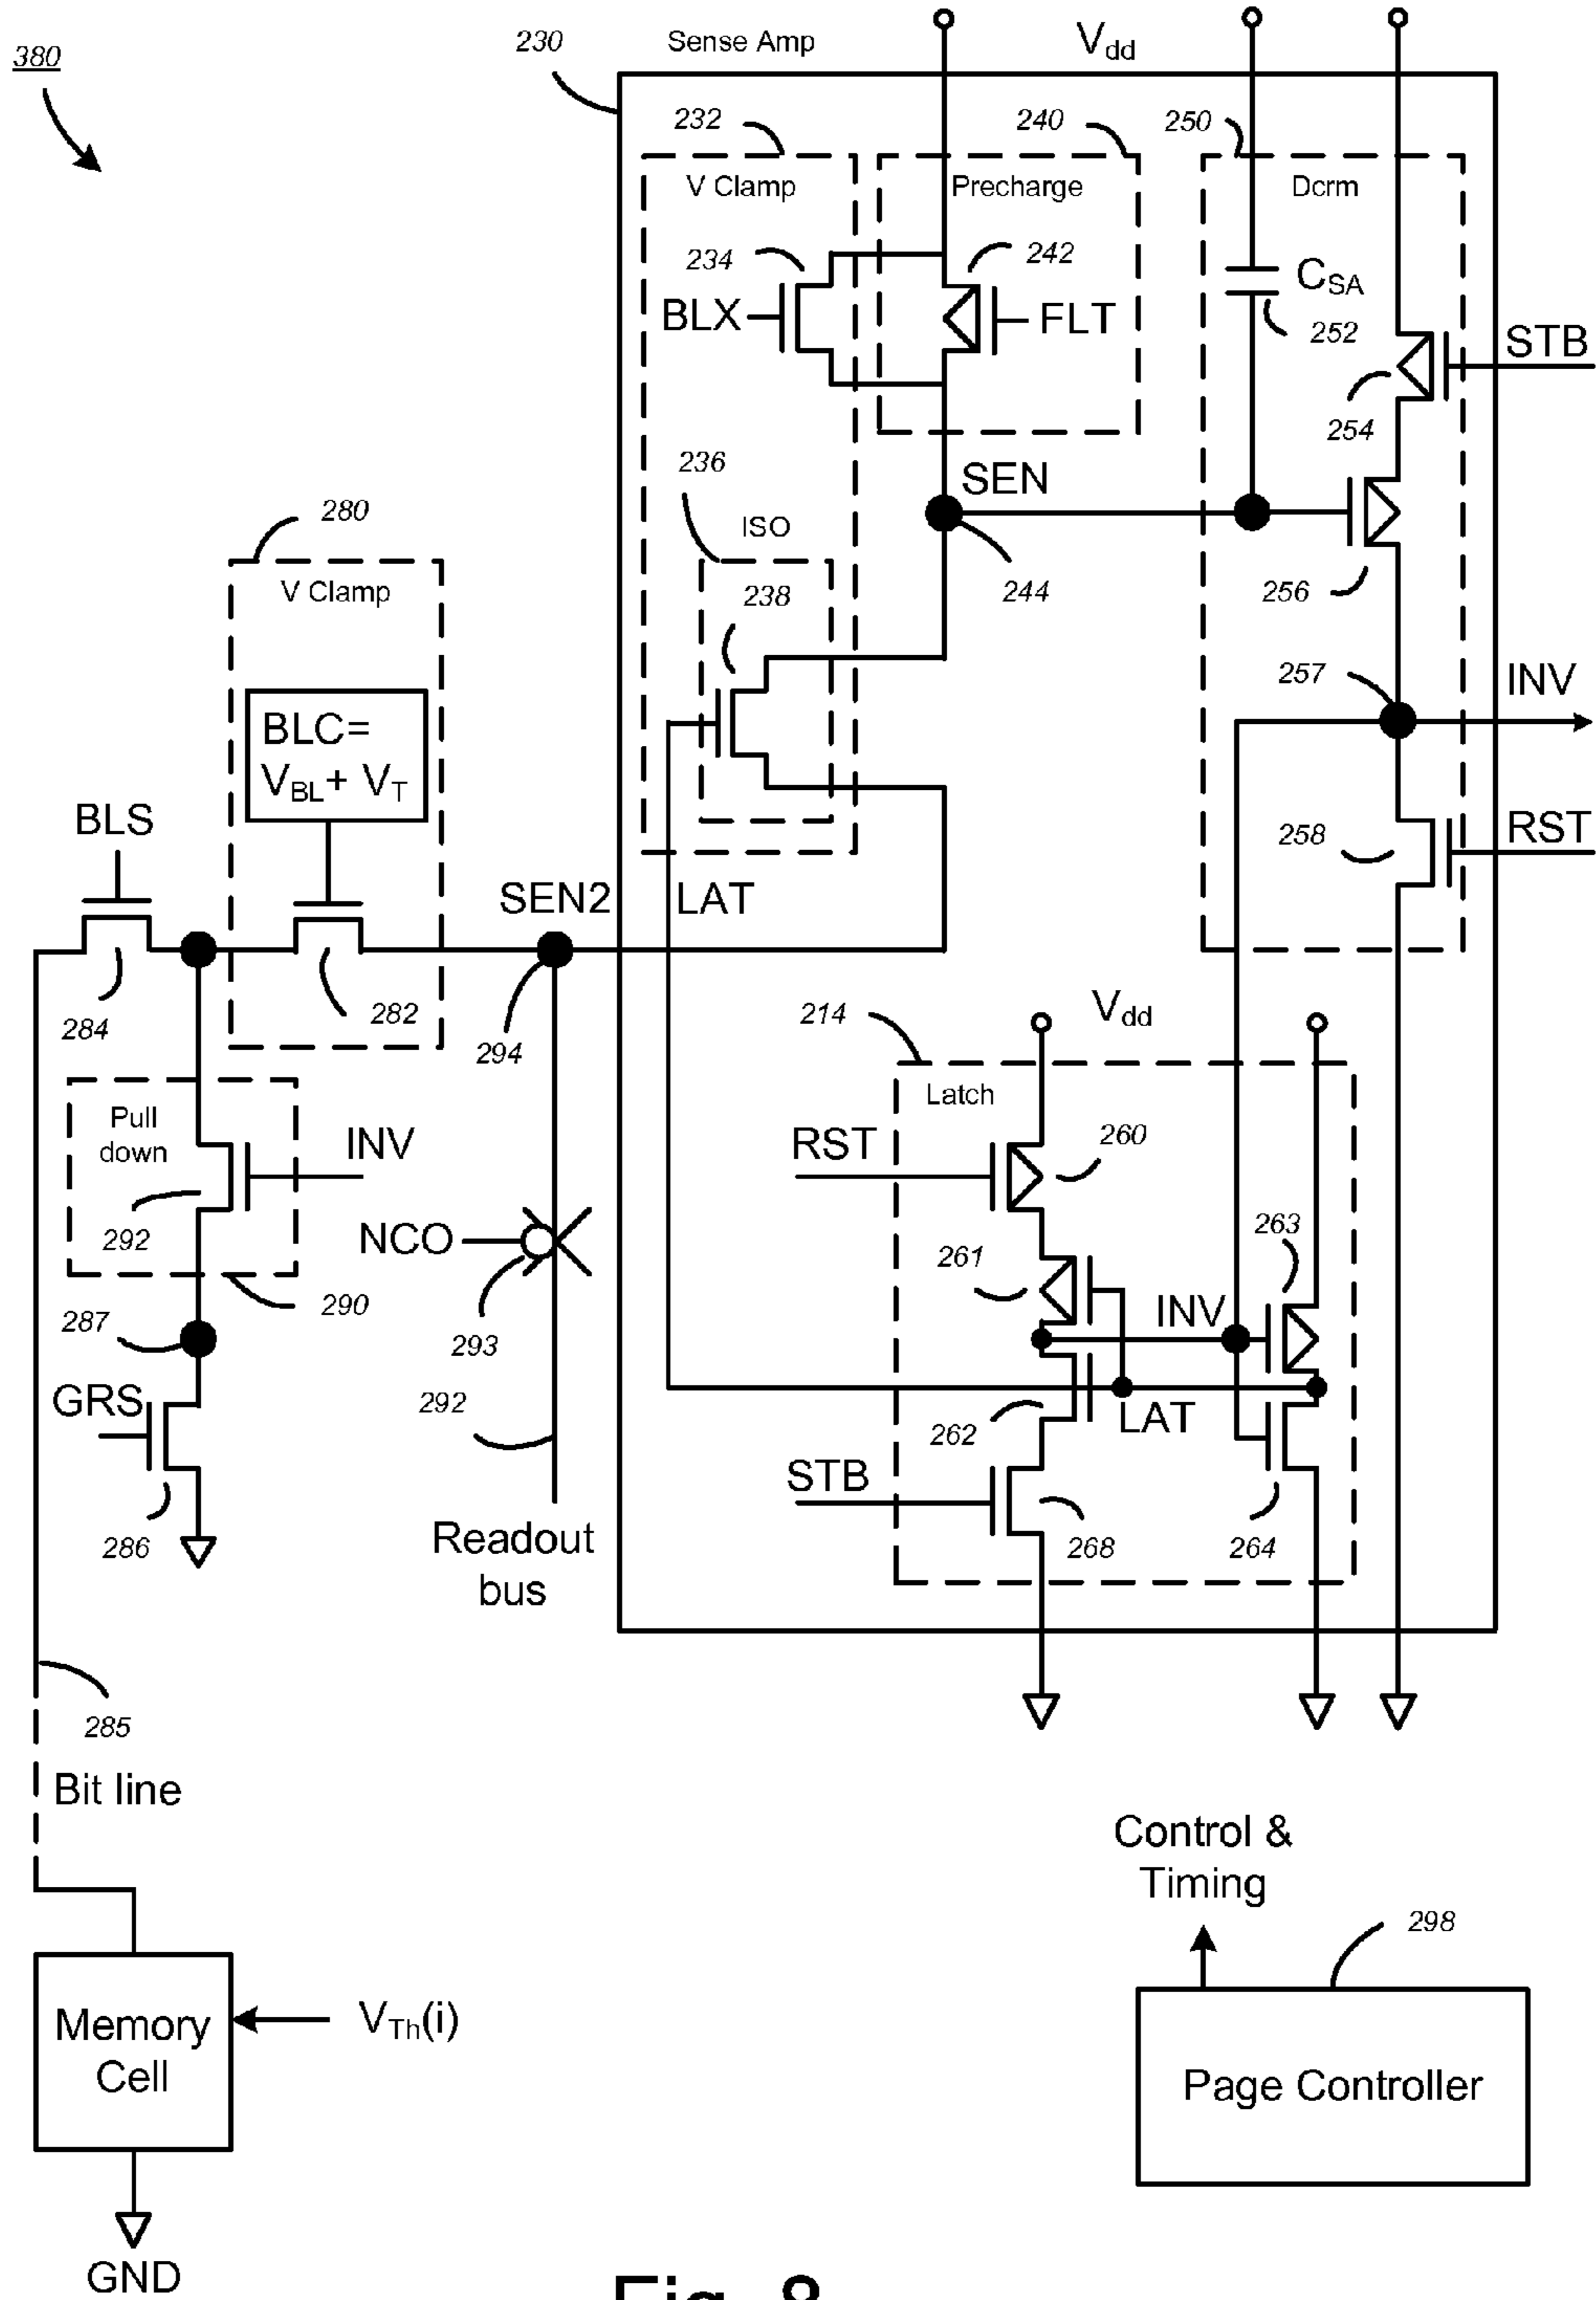 380
230
Sense Amp
Vdd
232
240
250
V Clamp
Precharge
Dcrm
234
242
BLX
FLT
CSA
252
STB
254
236
SEN
ISO
280
V Clamp
238
244
256
257
INV
BLC=
VBL+ VT
BLS
258
RST
SEN2
LAT
284
282
294
214
Vdd
Latch
Pull
down
INV
RST
260
292
NCO
261
263
290
INV
287
293
GRS
292
262
LAT
STB
286
Readout
bus
268
264
285
Bit line
Control &
Timing
298
Memory
Cell
VTh(i)
Page Controller
GND
Fig. 8